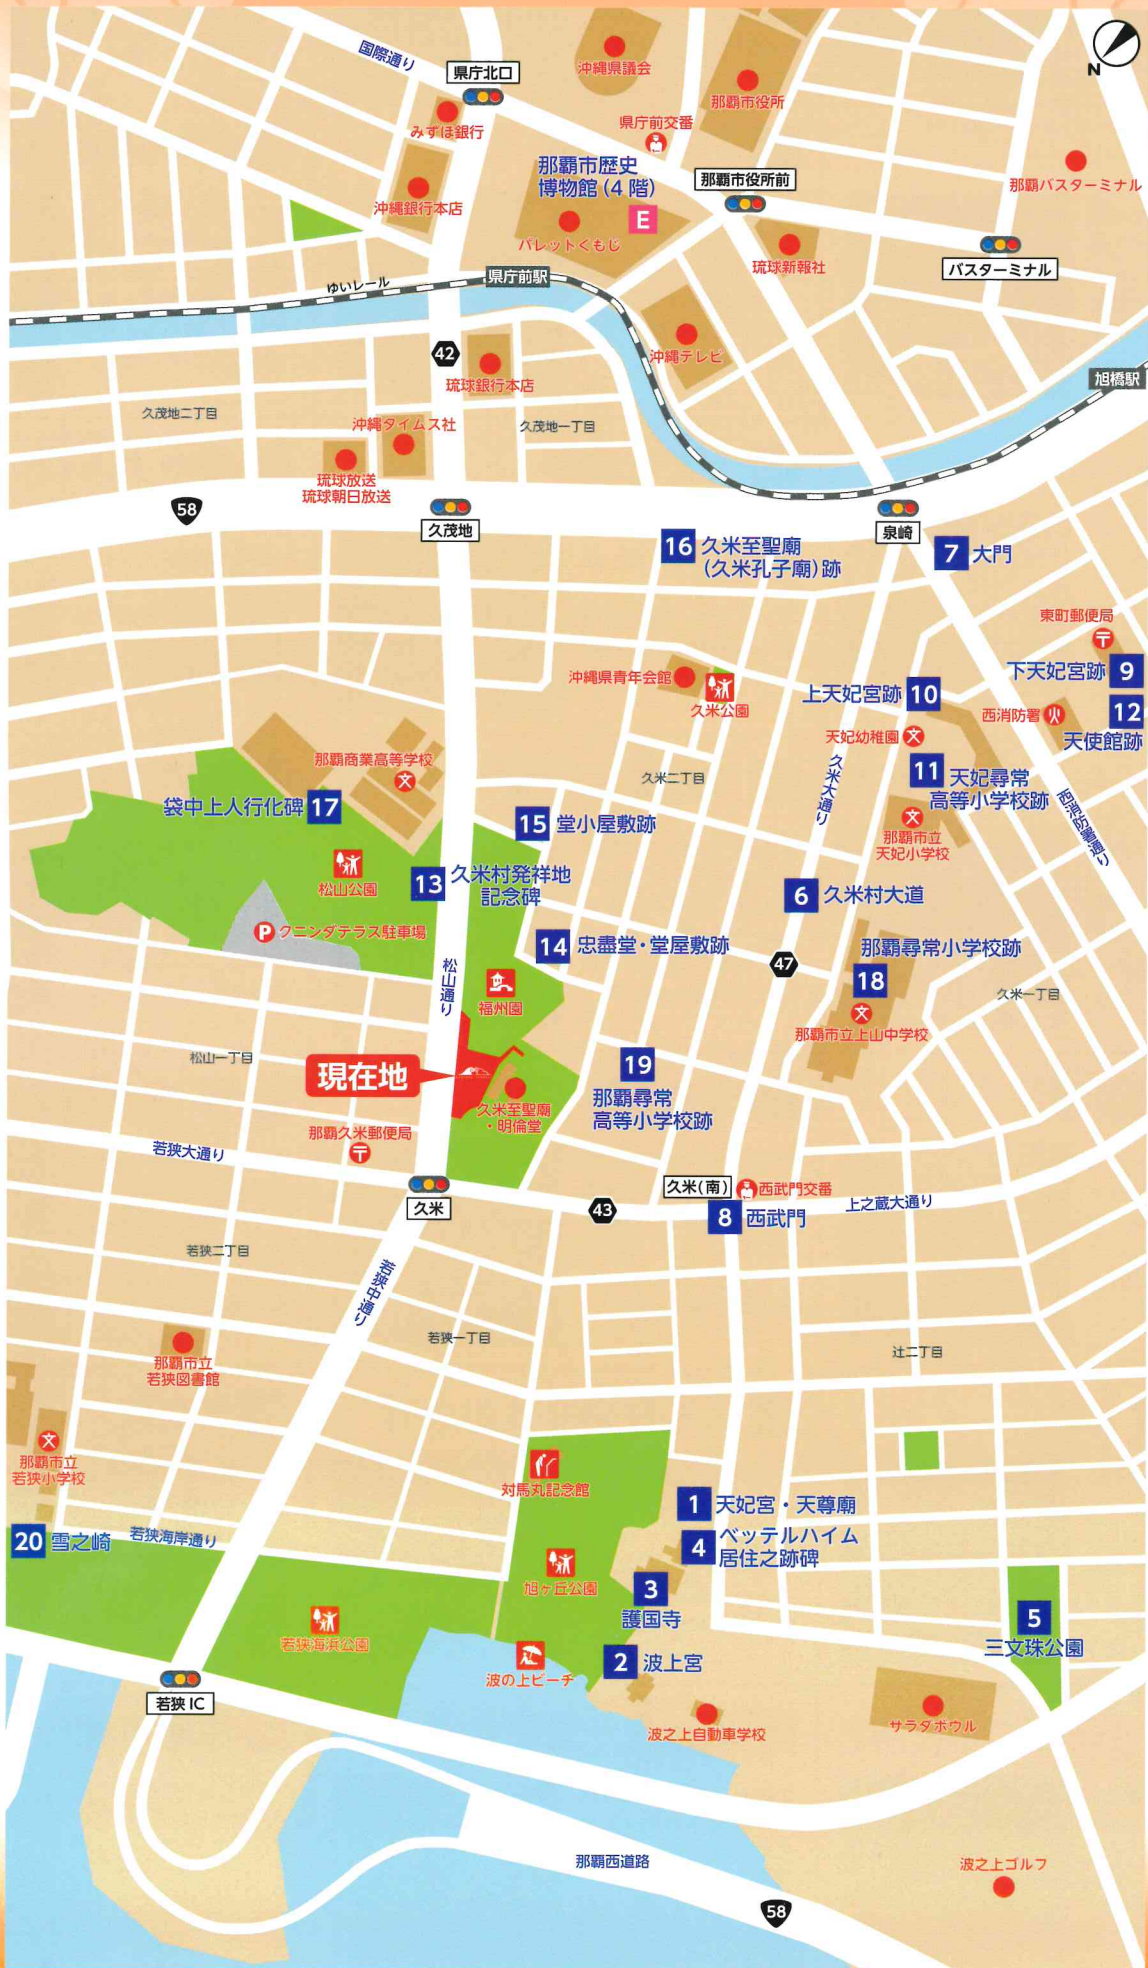 国際通り
県庁北口
沖縄県議会
N
みずほ銀行
那覇市役所
県庁前交番
那覇市歴史
博物館(4階)
那覇市役所前
那覇バスターミナル
沖縄銀行本店
E
パレットくもじ
琉球新報社
バスターミナル
ゆいレール
県庁前駅
42
沖縄テレビ
琉球銀行本店
旭橋駅
久茂地二丁目
沖縄タイムス社
久茂地一丁目
琉球放送
琉球朝日放送
58
久茂地
泉崎
16 久米至聖廟
(久米孔子廟)跡
7 大門
東町郵便局
沖縄県青年会館
久米公園
下天妃宮跡 9
上天妃宮跡 10
西消防署
12
天使館跡
天妃幼稚園
那覇商業高等学校
久米二丁目
久米大通り
11 天妃尋常
高等小学校跡
西消防署通り
袋中上人行化碑 17
15 堂小屋敷跡
那覇市立
天妃小学校
松山公園
13 久米村発祥地
記念碑
6 久米村大道
P クニンダテラス駐車場
14 忠盡堂・堂屋敷跡
那覇尋常小学校跡
47
18
松山通り
福州園
久米一丁目
那覇市立上山中学校
松山一丁目
現在地
19
那覇尋常
高等小学校跡
久米至聖廟
・明倫堂
那覇久米郵便局
若狭大通り
久米
久米(南)
西武門交番
43
8 西武門
上之蔵大通り
若狭二丁目
若狭中通り
若狭一丁目
辻二丁目
那覇市立
若狭図書館
那覇市立
若狭小学校
対馬丸記念館
1 天妃宮・天尊廟
20 雪之崎
若狭海岸通り
4 ベッテルハイム
居住之跡碑
旭ヶ丘公園
3
護国寺
5
三文珠公園
若狭海浜公園
波の上ビーチ
2 波上宮
若狭IC
波之上自動車学校
サラダボウル
那覇西道路
波之上ゴルフ
58